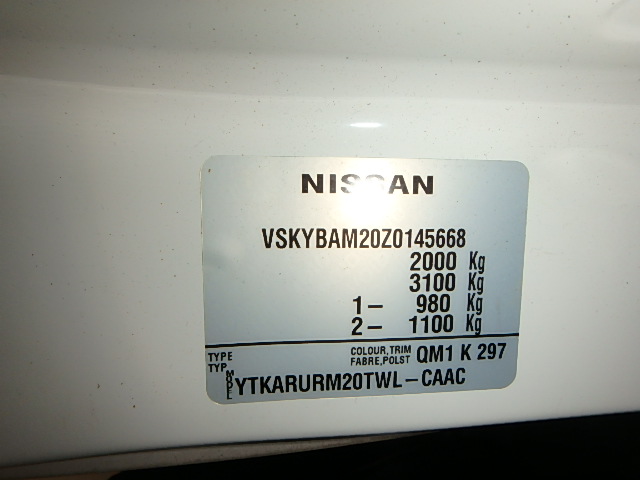 NISSAN
VSKYBAM20Z0145668
2000 Kg
3100 Kg
1- 980 Kg
2- 1100 Kg
TYPE
TYP
COLOUR,TRIM
FABRE,POLST
QM1 K 297
MODEL
YTKARURM20TWL-CAAC